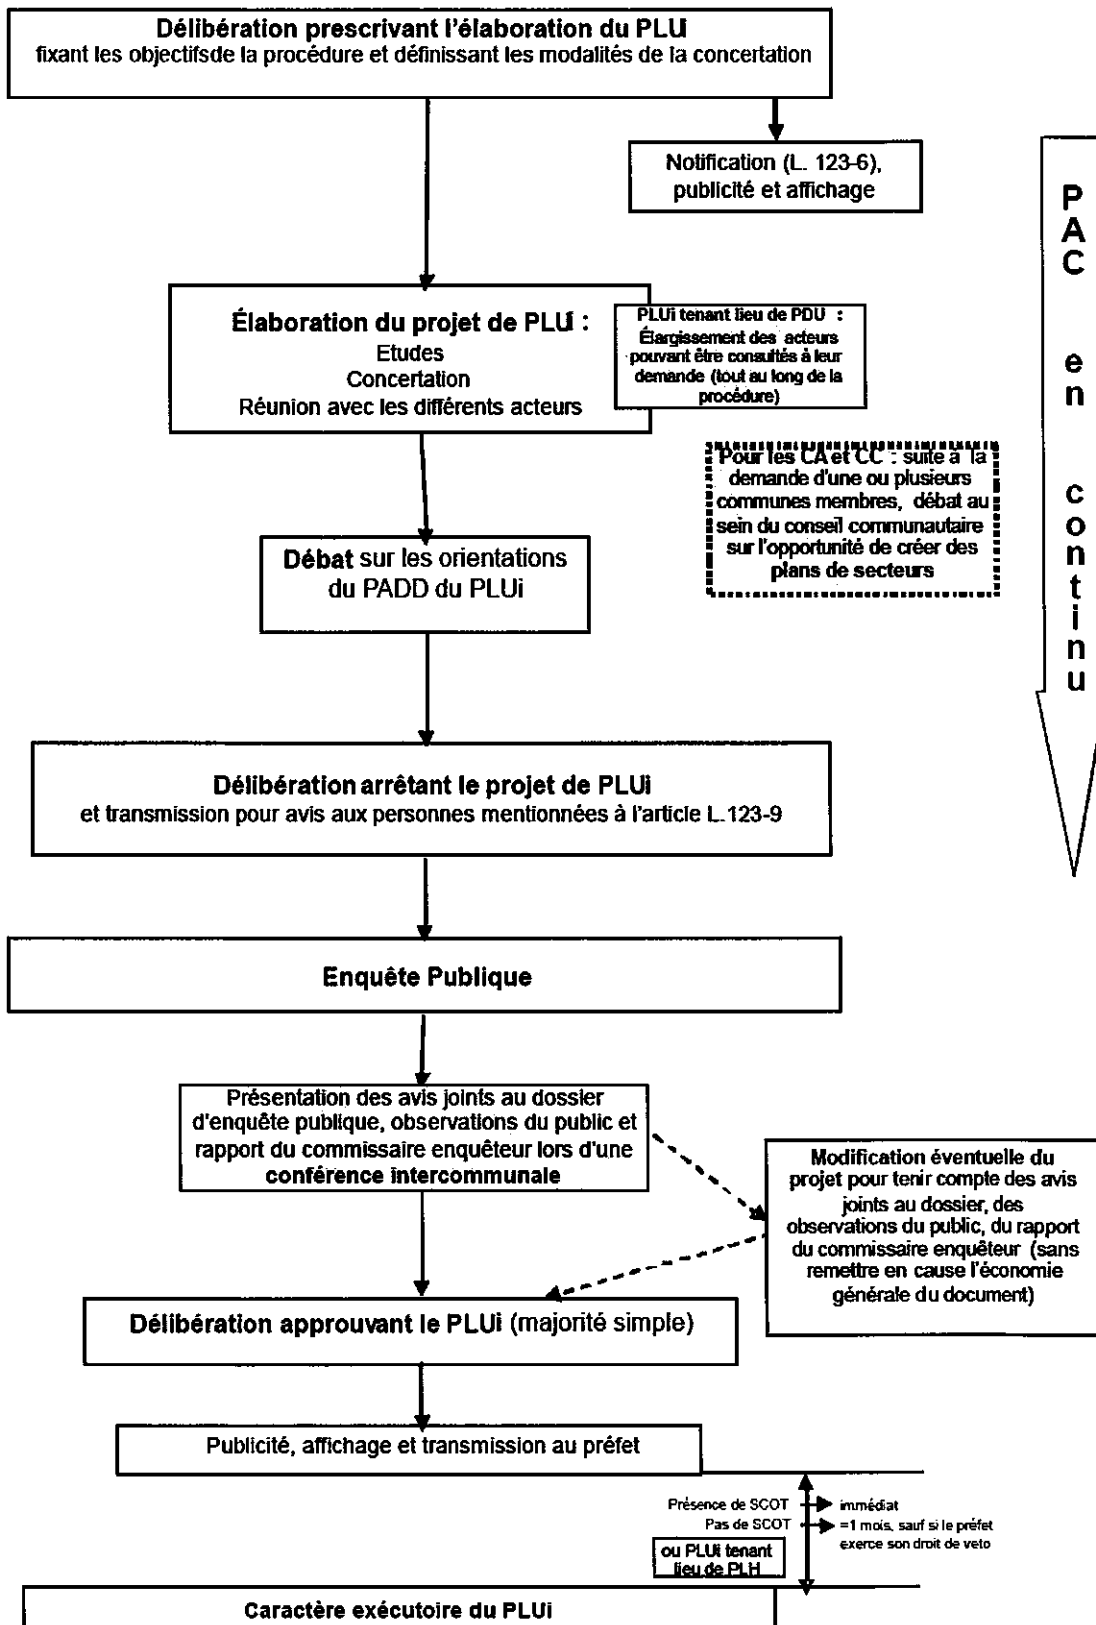 Délibération prescrivant l'élaboration du PLUi
fixant les objectifsde la procédure et définissant les modalités de la concertation
Notification (L. 123-6),
publicité et affichage
PAC en continu
Élaboration du projet de PLUi :
Etudes
Concertation
Réunion avec les différents acteurs
PLUi tenant lieu de PDU :
Élargissement des acteurs
pouvant être consultés à leur
demande (tout au long de la
procédure)
Pour les CA et CC : suite à la
demande d'une ou plusieurs
communes membres, débat au
sein du conseil communautaire
sur l'opportunité de créer des
plans de secteurs
Débat sur les orientations
du PADD du PLUi
Délibération arrêtant le projet de PLUi
et transmission pour avis aux personnes mentionnées à l'article L.123-9
Enquête Publique
Présentation des avis joints au dossier
d'enquête publique, observations du public et
rapport du commissaire enquêteur lors d'une
conférence intercommunale
Modification éventuelle du
projet pour tenir compte des avis
joints au dossier, des
observations du public, du rapport
du commissaire enquêteur (sans
remettre en cause l'économie
générale du document)
Délibération approuvant le PLUi (majorité simple)
Publicité, affichage et transmission au préfet
Présence de SCOT immédiat
Pas de SCOT =1 mois, sauf si le préfet
exerce son droit de veto
ou PLUi tenant
lieu de PLH
Caractère exécutoire du PLUi